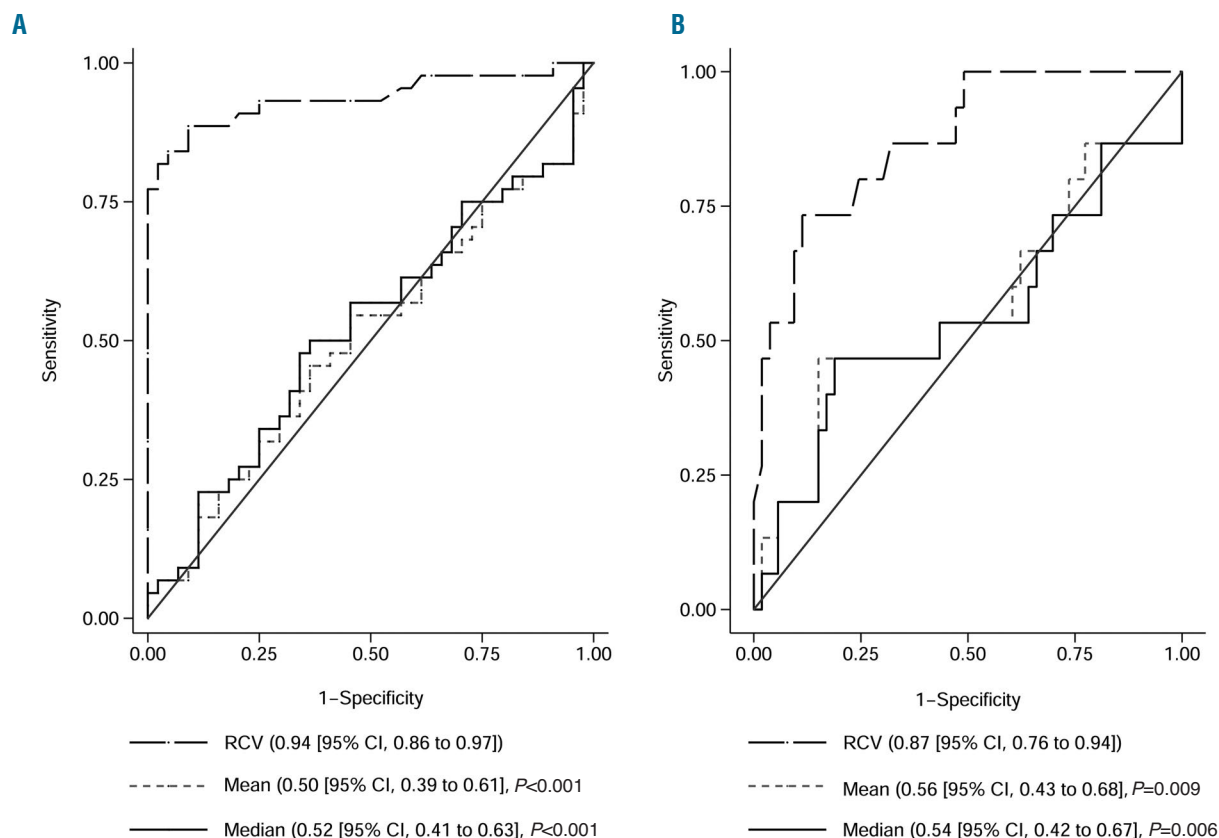 A
1.00
0.75
0.50
0.25
0.00
Sensitivity
0.00 0.25 0.50 0.75 1.00
1–Specificity
RCV (0.94 [95% CI, 0.86 to 0.97])
Mean (0.50 [95% CI, 0.39 to 0.61], P<0.001
Median (0.52 [95% CI, 0.41 to 0.63], P<0.001
B
1.00
0.75
0.50
0.25
0.00
Sensitivity
0.00 0.25 0.50 0.75 1.00
1–Specificity
RCV (0.87 [95% CI, 0.76 to 0.94])
Mean (0.56 [95% CI, 0.43 to 0.68], P=0.009
Median (0.54 [95% CI, 0.42 to 0.67], P=0.006